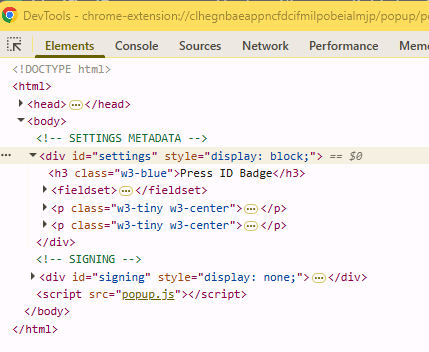 DevTools - chrome-extension://clhegnbaeappncfdcifmilpobeialmjp/popup/p
Elements Console Sources Network
<!DOCTYPE html>
<html>
<head>…</head>
<body>
<!-- SETTINGS METADATA -->
… <div id="settings" style="display: block;"> == $0
<h3 class="w3-blue">Press ID Badge</h3>
<fieldset>…</fieldset>
<p class="w3-tiny w3-center">…</p>
<p class="w3-tiny w3-center">…</p>
</div>
<!-- SIGNING -->
<div id="signing" style="display: none;">…</div>
<script src="popup.js"></script>
</body>
</html>